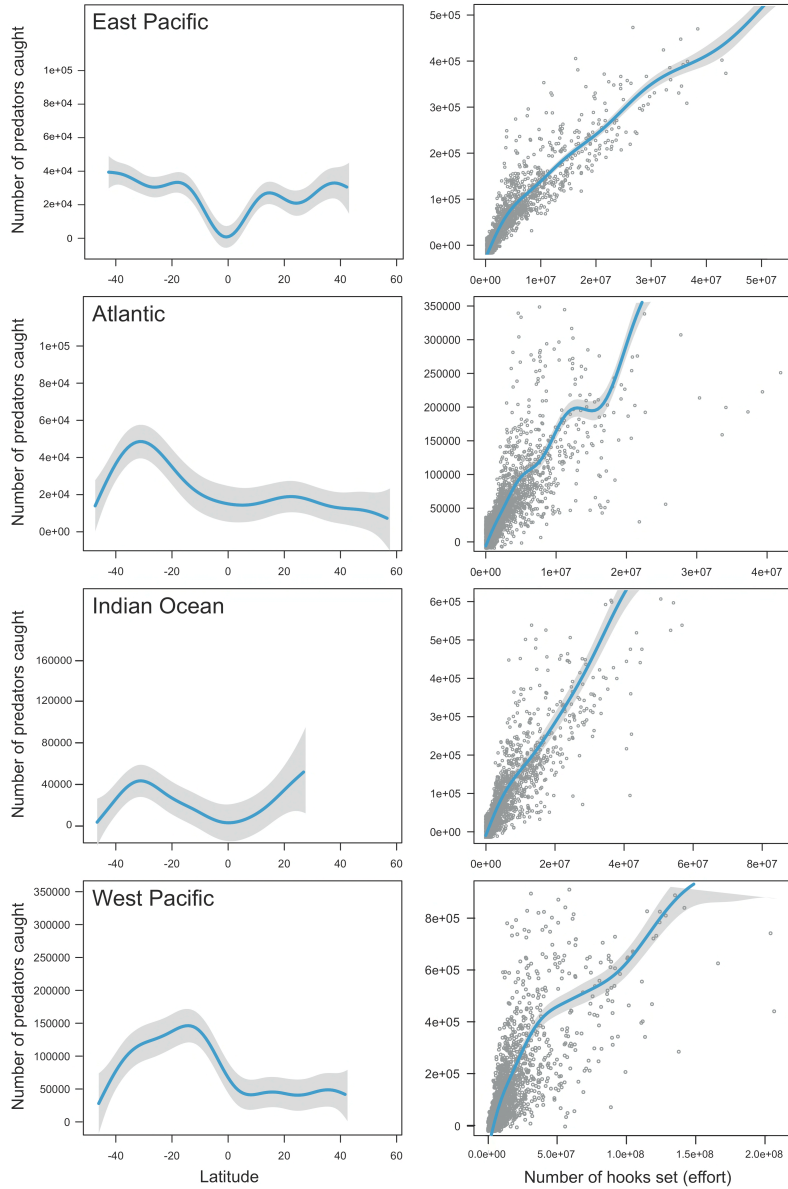 East Pacific
Number of predators caught
1e+05
8e+04
6e+04
4e+04
2e+04
0
-40 -20 0 20 40 60
5e+05
4e+05
3e+05
2e+05
1e+05
0e+00
0e+00 1e+07 2e+07 3e+07 4e+07 5e+07
Atlantic
Number of predators caught
1e+05
8e+04
6e+04
4e+04
2e+04
0e+00
-40 -20 0 20 40 60
350000
300000
250000
200000
150000
100000
50000
0
0e+00 1e+07 2e+07 3e+07 4e+07
Indian Ocean
Number of predators caught
160000
120000
80000
40000
0
-40 -20 0 20 40 60
6e+05
5e+05
4e+05
3e+05
2e+05
1e+05
0e+00
0e+00 2e+07 4e+07 6e+07 8e+07
West Pacific
Number of predators caught
350000
300000
250000
200000
150000
100000
50000
0
-40 -20 0 20 40 60
Latitude
8e+05
6e+05
4e+05
2e+05
0
0.0e+00 5.0e+07 1.0e+08 1.5e+08 2.0e+08
Number of hooks set (effort)